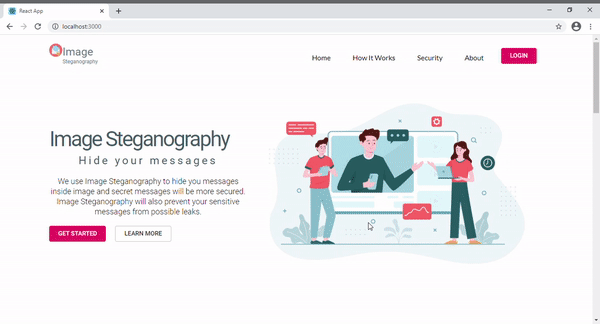 React App
localhost:3000
Image
Steganography
Home
How It Works
Security
About
LOGIN
Image Steganography
Hide your messages
We use Image Steganography to hide you messages
inside image and secret messages will be more secured.
Image Steganography will also prevent your sensitive
messages from possible leaks.
GET STARTED
LEARN MORE